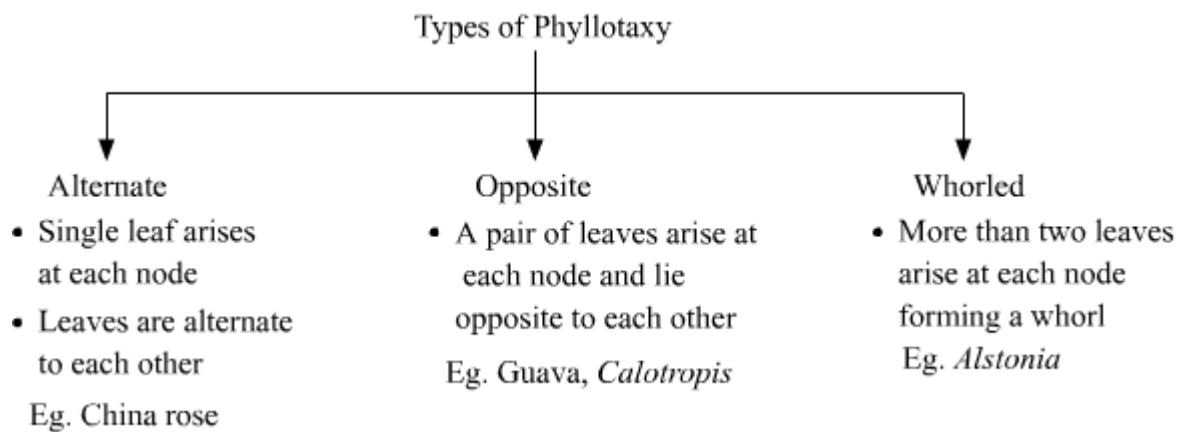 Types of Phyllotaxy
Alternate
• Single leaf arises
at each node
• Leaves are alternate
to each other
Eg. China rose
Opposite
• A pair of leaves arise at
each node and lie
opposite to each other
Eg. Guava, Calotropis
Whorled
• More than two leaves
arise at each node
forming a whorl
Eg. Alstonia